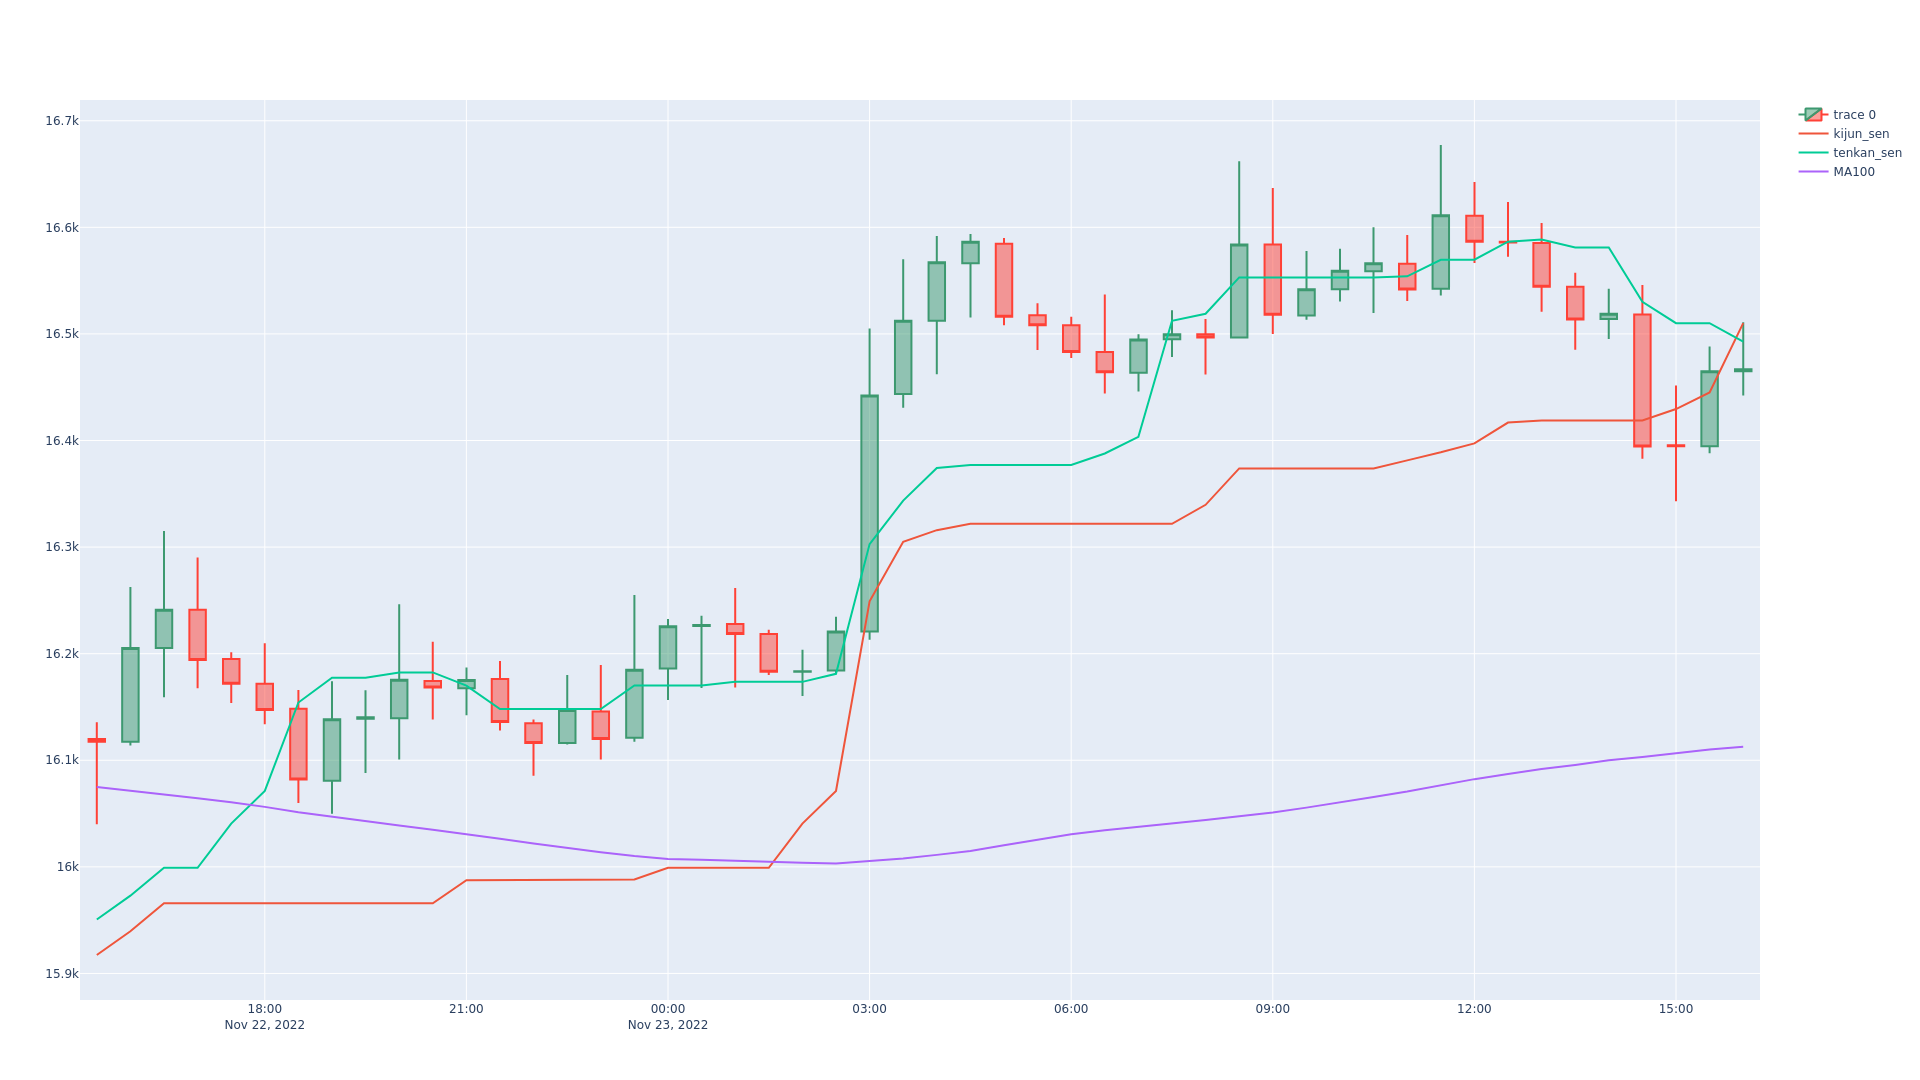 16.7k
16.6k
16.5k
16.4k
16.3k
16.2k
16.1k
16k
15.9k
18:00
Nov 22, 2022
21:00
00:00
Nov 23, 2022
03:00
06:00
09:00
12:00
15:00
trace 0
kijun_sen
tenkan_sen
MA100